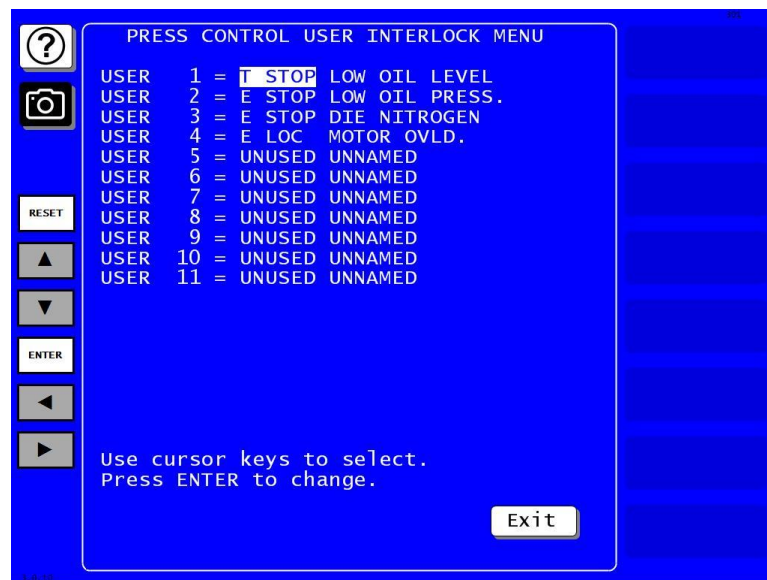 PRESS CONTROL USER INTERLOCK MENU
USER 1 = T STOP LOW OIL LEVEL
USER 2 = E STOP LOW OIL PRESS.
USER 3 = E STOP DIE NITROGEN
USER 4 = E LOC MOTOR OVLD.
USER 5 = UNUSED UNNAMED
USER 6 = UNUSED UNNAMED
USER 7 = UNUSED UNNAMED
USER 8 = UNUSED UNNAMED
USER 9 = UNUSED UNNAMED
USER 10 = UNUSED UNNAMED
USER 11 = UNUSED UNNAMED
RESET
ENTER
Use cursor keys to select.
Press ENTER to change.
Exit